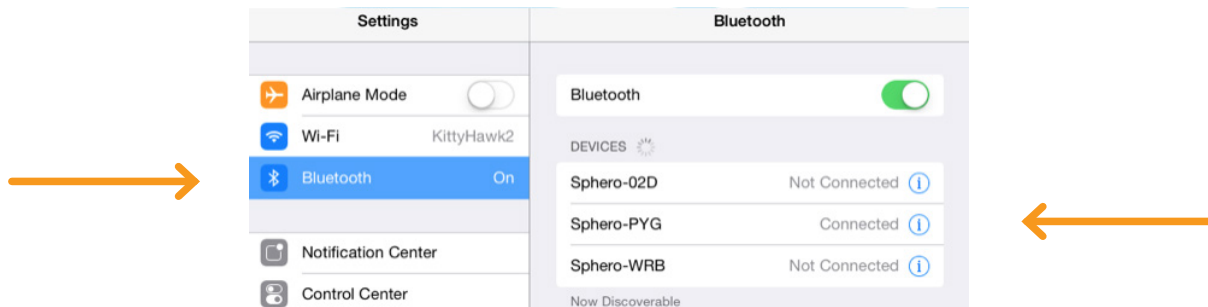 Settings
Airplane Mode
Wi-Fi KittyHawk2
Bluetooth On
Notification Center
Control Center
Bluetooth
Bluetooth
DEVICES
Sphero-02D Not Connected
Sphero-PYG Connected
Sphero-WRB Not Connected
Now Discoverable